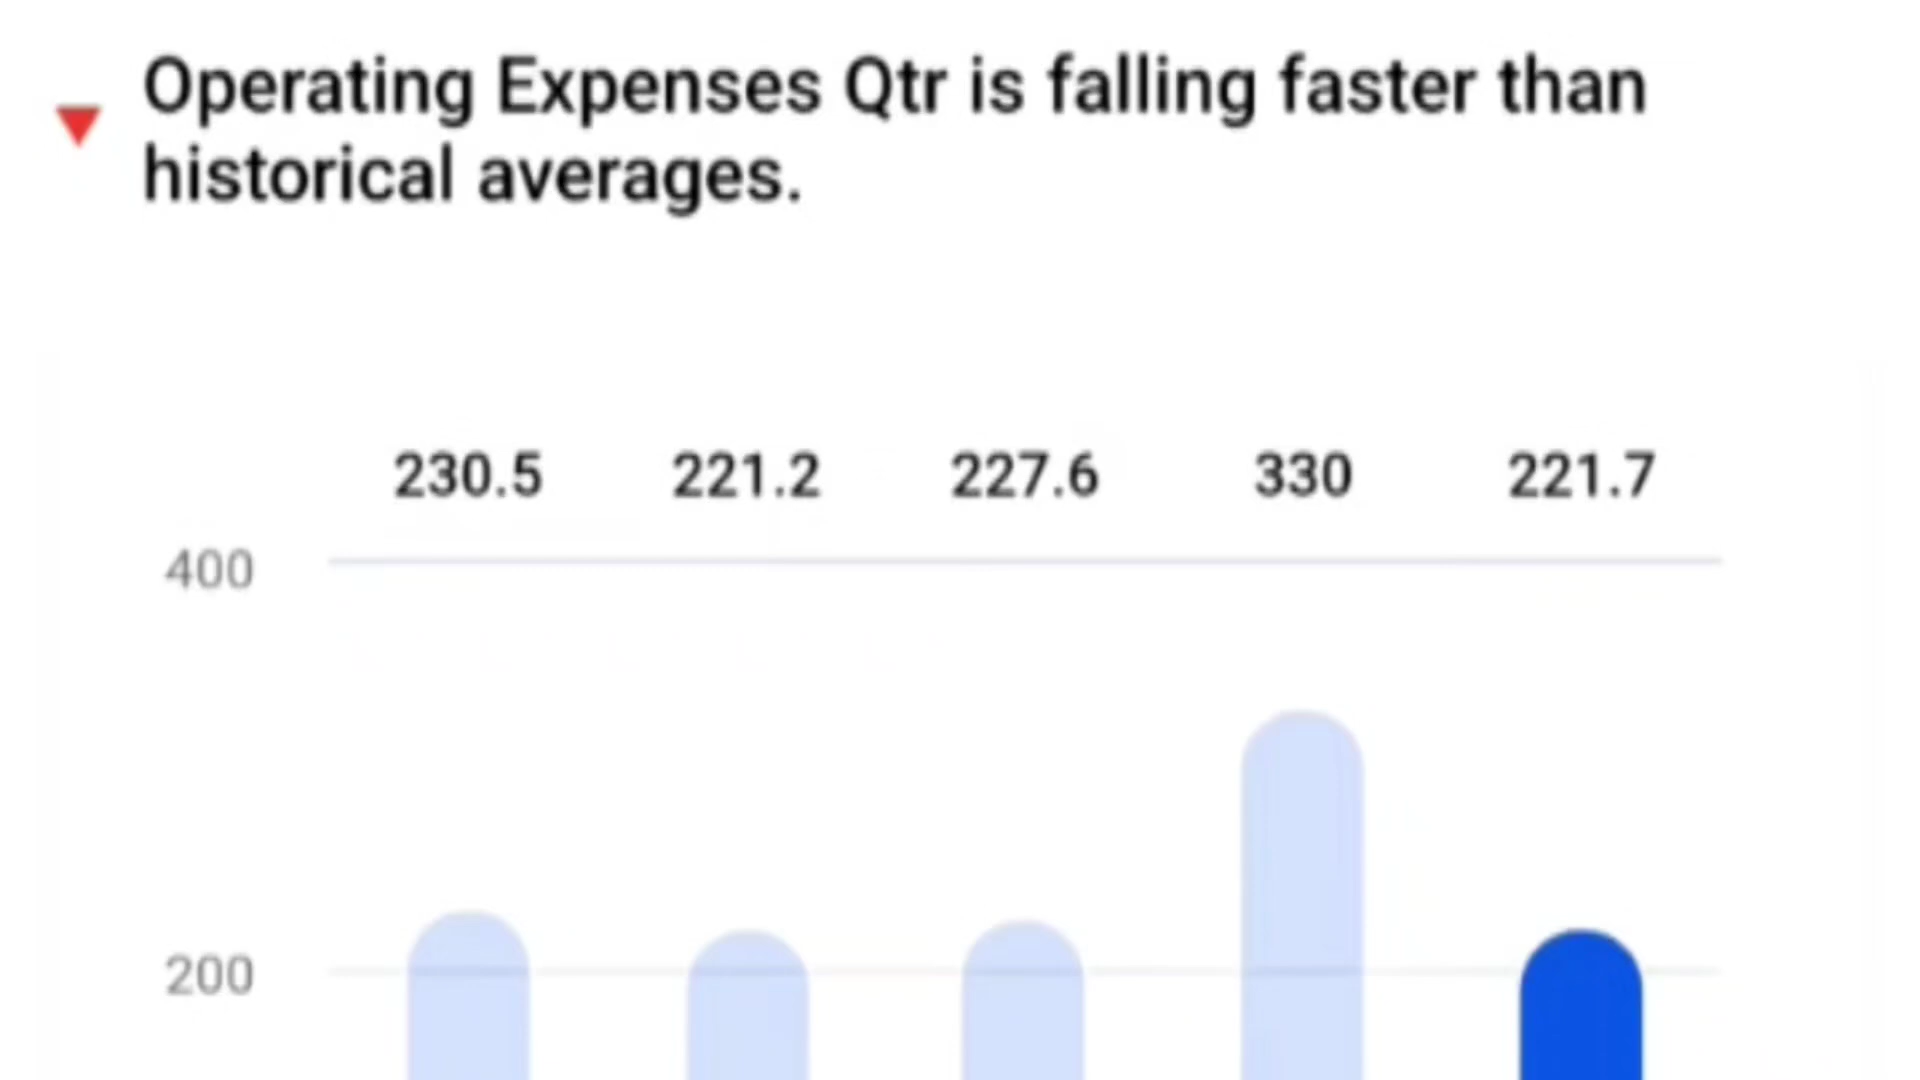 Operating Expenses Qtr is falling faster than
historical averages.
230.5 221.2 227.6 330 221.7
400
200